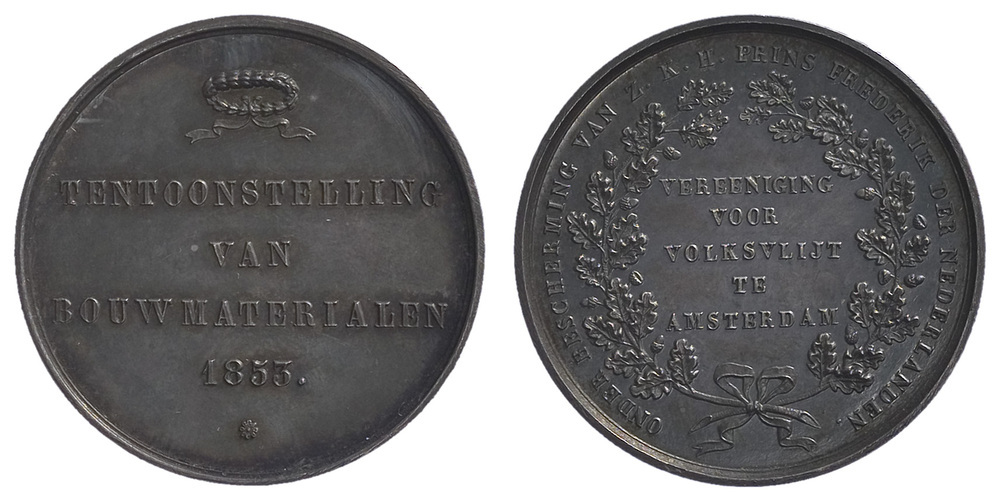 TENTOONSTELLING
VAN
BOUWMATERIALEN
1853.
ONDER BESCHERMING VAN Z. K. H. PRINS FREDERIK DER NEDERLANDEN.
VEREENIGING
VOOR
VOLKSVLIJT
TE
AMSTERDAM